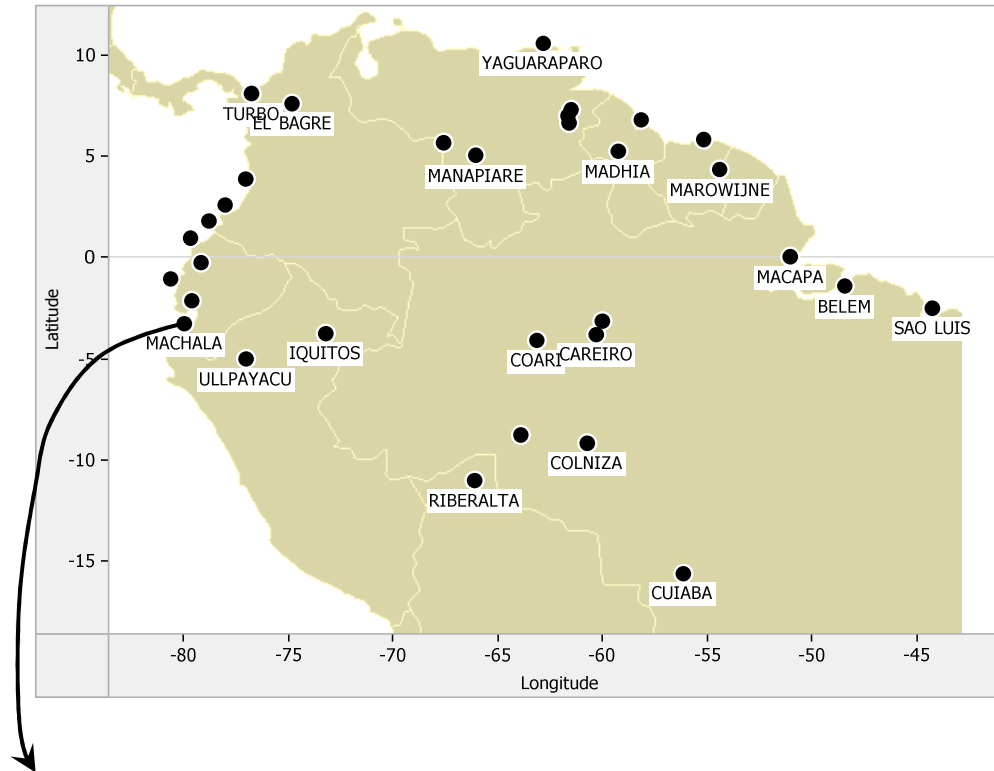 10
YAGUARAPARO
TURBO
EL BAGRE
5
MANAPIARE
MADHIA
MAROWIJNE
0
MACAPA
BELEM
Latitude
SAO LUIS
MACHALA
IQUITOS
COARI
CAREIRO
-5
ULLPAYACU
-10
COLNIZA
RIBERALTA
-15
CUIABA
-80 -75 -70 -65 -60 -55 -50 -45
Longitude